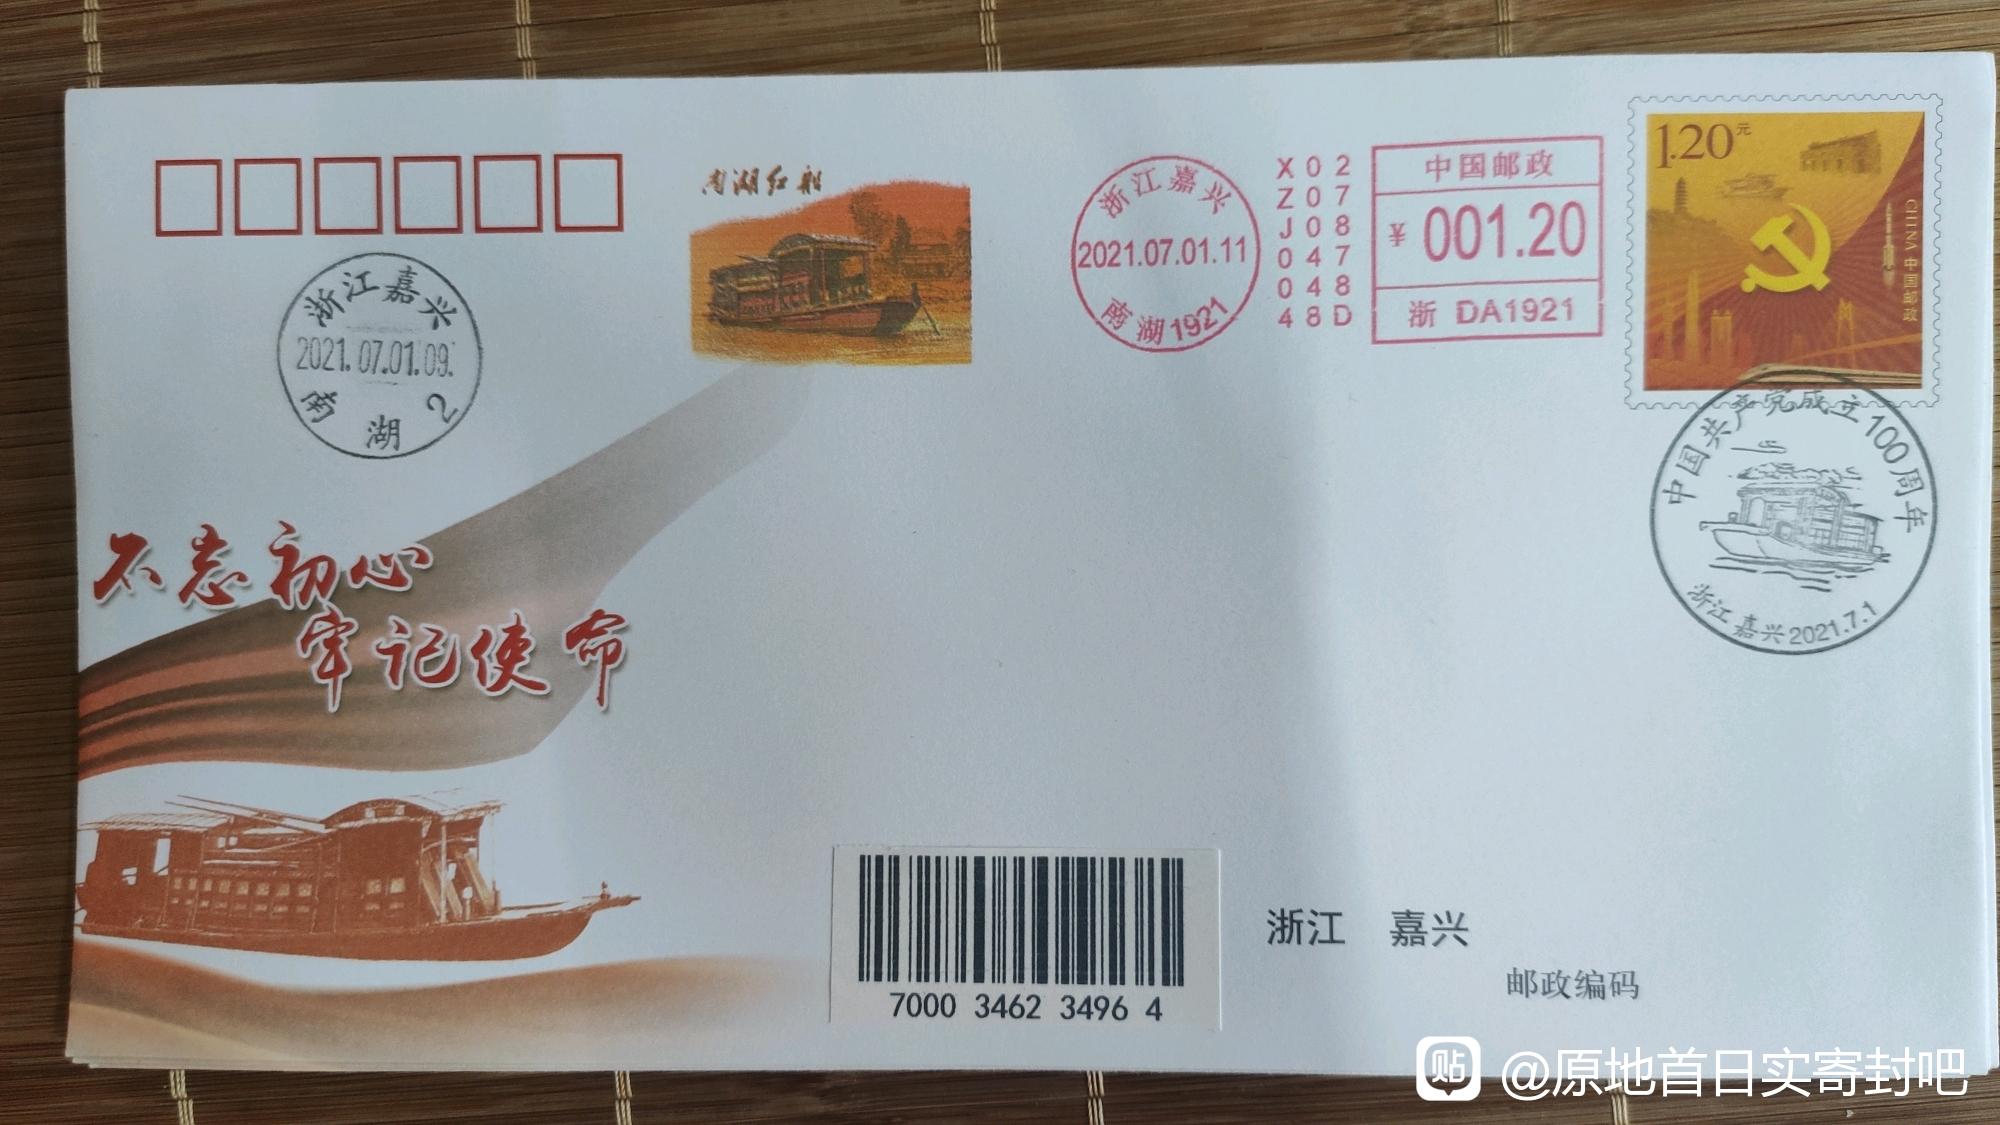 南湖红船
浙江嘉兴
2021.07.01.11
南湖1921
X02
Z07
J08
047
048
48D
中国邮政
¥ 001.20
浙 DA1921
1.20元
CHINA 中国邮政
浙江嘉兴
2021.07.01.09.
南湖 2
中国共产党成立100周年
浙江嘉兴2021.7.1
不忘初心
牢记使命
7000 3462 3496 4
浙江 嘉兴
邮政编码
贴 @原地首日实寄封吧